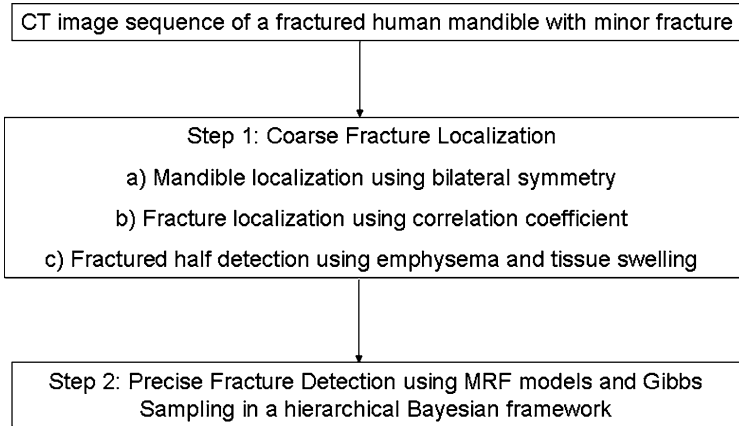 CT image sequence of a fractured human mandible with minor fracture
Step 1: Coarse Fracture Localization
a) Mandible localization using bilateral symmetry
b) Fracture localization using correlation coefficient
c) Fractured half detection using emphysema and tissue swelling
Step 2: Precise Fracture Detection using MRF models and Gibbs
Sampling in a hierarchical Bayesian framework